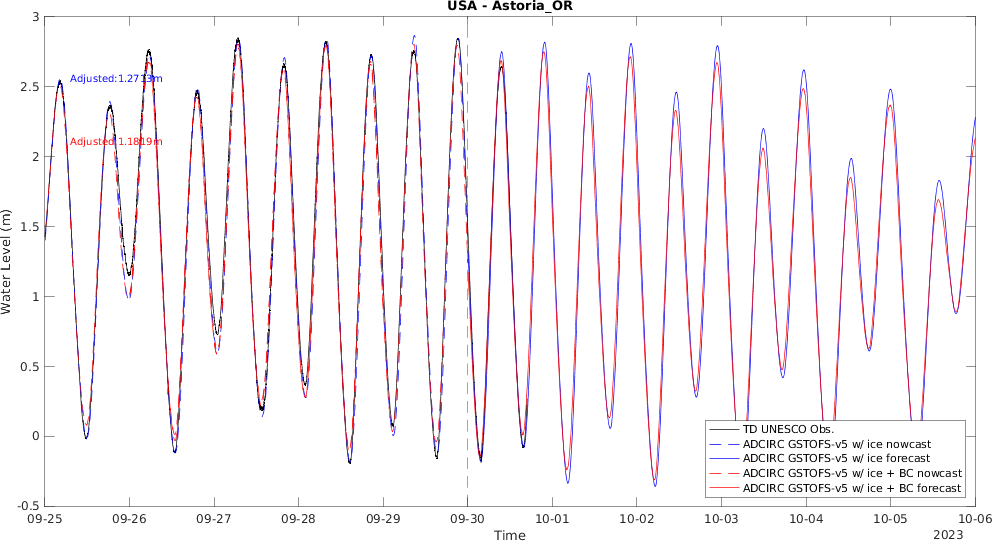 USA - Astoria_OR
3
2.5
2
1.5
1
0.5
0
-0.5
Water Level (m)
Adjusted:1.2713m
Adjusted:1.1819m
TD UNESCO Obs.
ADCIRC GSTOFS-v5 w/ ice nowcast
ADCIRC GSTOFS-v5 w/ ice forecast
ADCIRC GSTOFS-v5 w/ ice + BC nowcast
ADCIRC GSTOFS-v5 w/ ice + BC forecast
09-25 09-26 09-27 09-28 09-29 09-30 10-01 10-02 10-03 10-04 10-05 10-06
Time
2023